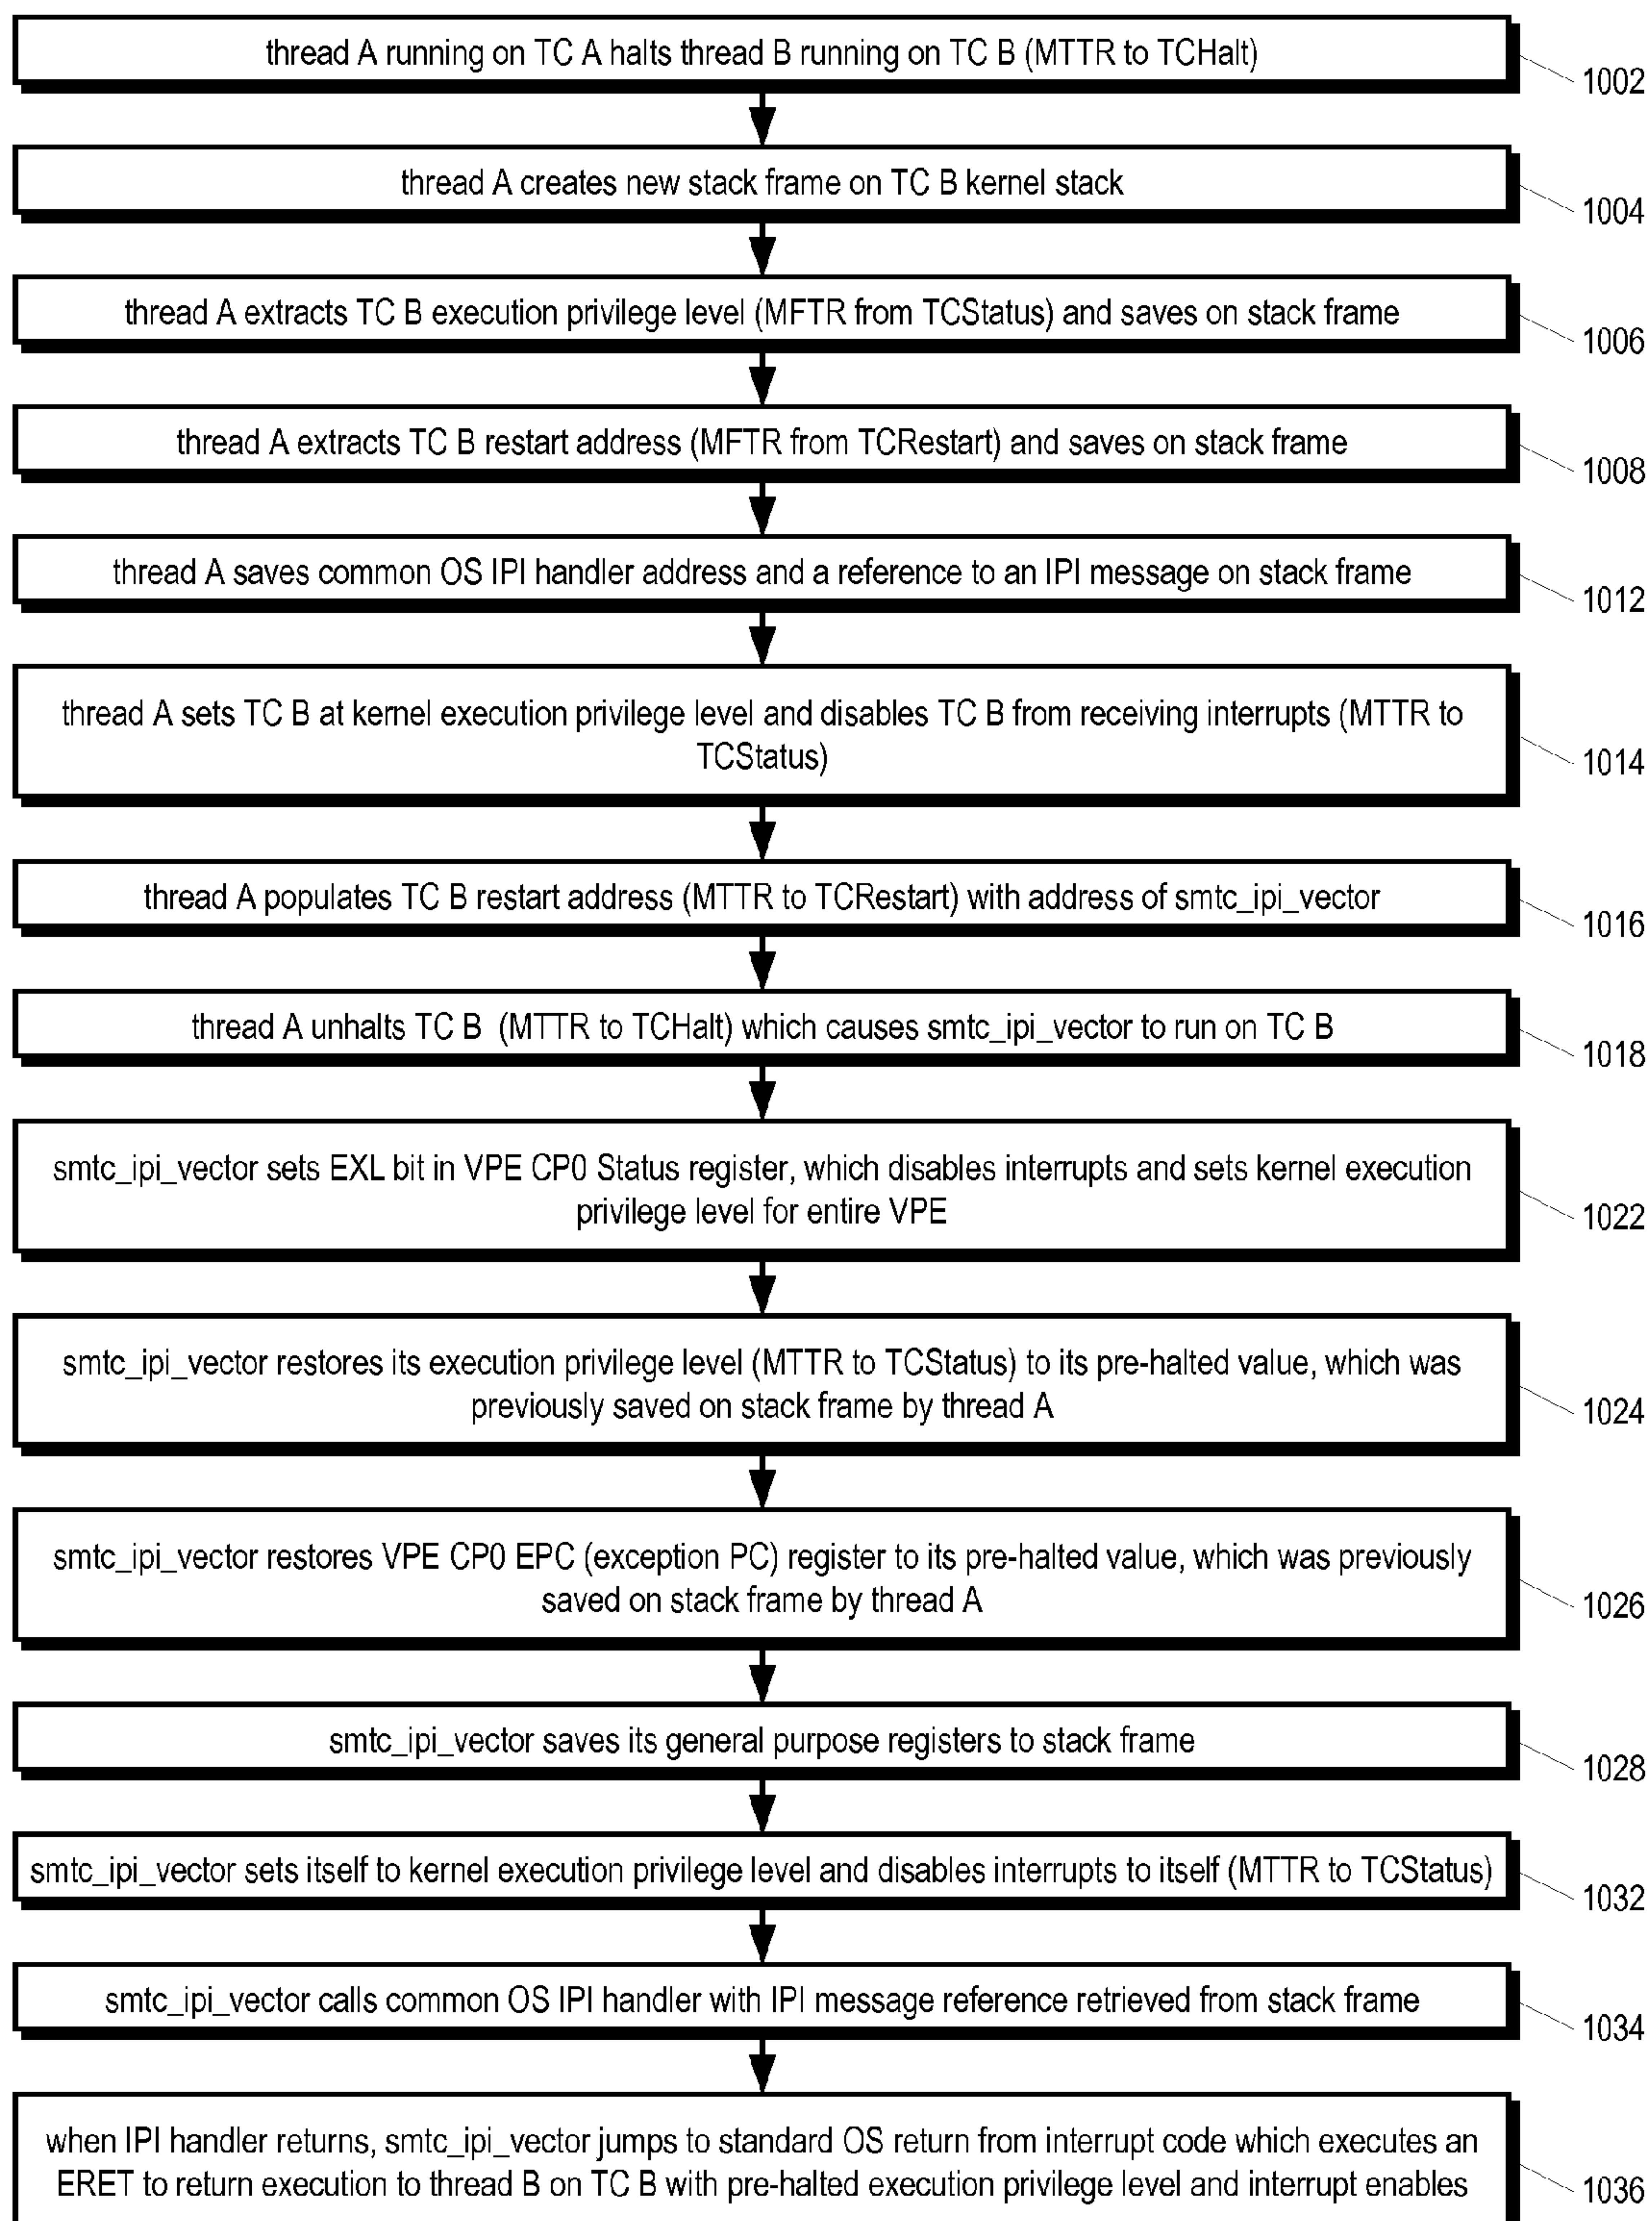 thread A running on TC A halts thread B running on TC B (MTTR to TCHalt)
1002
thread A creates new stack frame on TC B kernel stack
1004
thread A extracts TC B execution privilege level (MFTR from TCStatus) and saves on stack frame
1006
thread A extracts TC B restart address (MFTR from TCRestart) and saves on stack frame
1008
thread A saves common OS IPI handler address and a reference to an IPI message on stack frame
1012
thread A sets TC B at kernel execution privilege level and disables TC B from receiving interrupts (MTTR to
TCStatus)
1014
thread A populates TC B restart address (MTTR to TCRestart) with address of smtc_ipi_vector
1016
thread A unhalts TC B (MTTR to TCHalt) which causes smtc_ipi_vector to run on TC B
1018
smtc_ipi_vector sets EXL bit in VPE CP0 Status register, which disables interrupts and sets kernel execution
privilege level for entire VPE
1022
smtc_ipi_vector restores its execution privilege level (MTTR to TCStatus) to its pre-halted value, which was
previously saved on stack frame by thread A
1024
smtc_ipi_vector restores VPE CP0 EPC (exception PC) register to its pre-halted value, which was previously
saved on stack frame by thread A
1026
smtc_ipi_vector saves its general purpose registers to stack frame
1028
smtc_ipi_vector sets itself to kernel execution privilege level and disables interrupts to itself (MTTR to TCStatus)
1032
smtc_ipi_vector calls common OS IPI handler with IPI message reference retrieved from stack frame
1034
when IPI handler returns, smtc_ipi_vector jumps to standard OS return from interrupt code which executes an
ERET to return execution to thread B on TC B with pre-halted execution privilege level and interrupt enables
1036